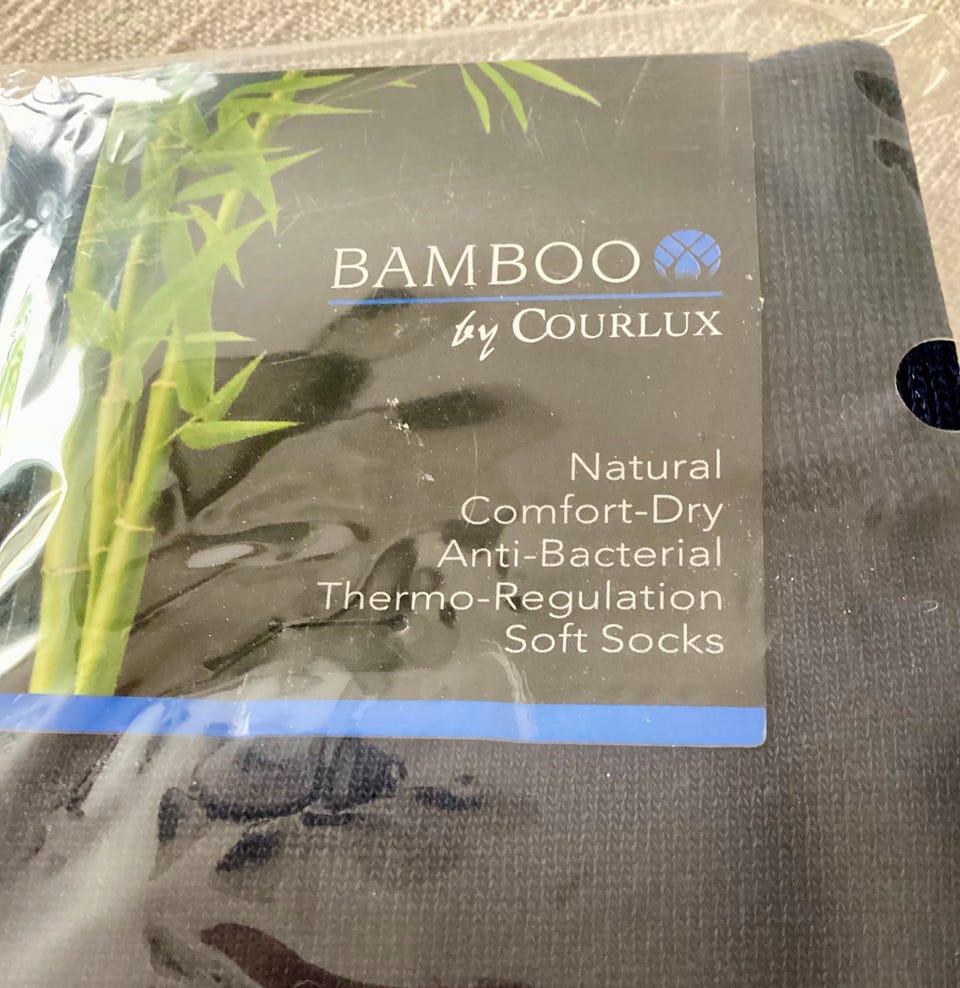 BAMBOO
by COURLUX
Natural
Comfort-Dry
Anti-Bacterial
Thermo-Regulation
Soft Socks